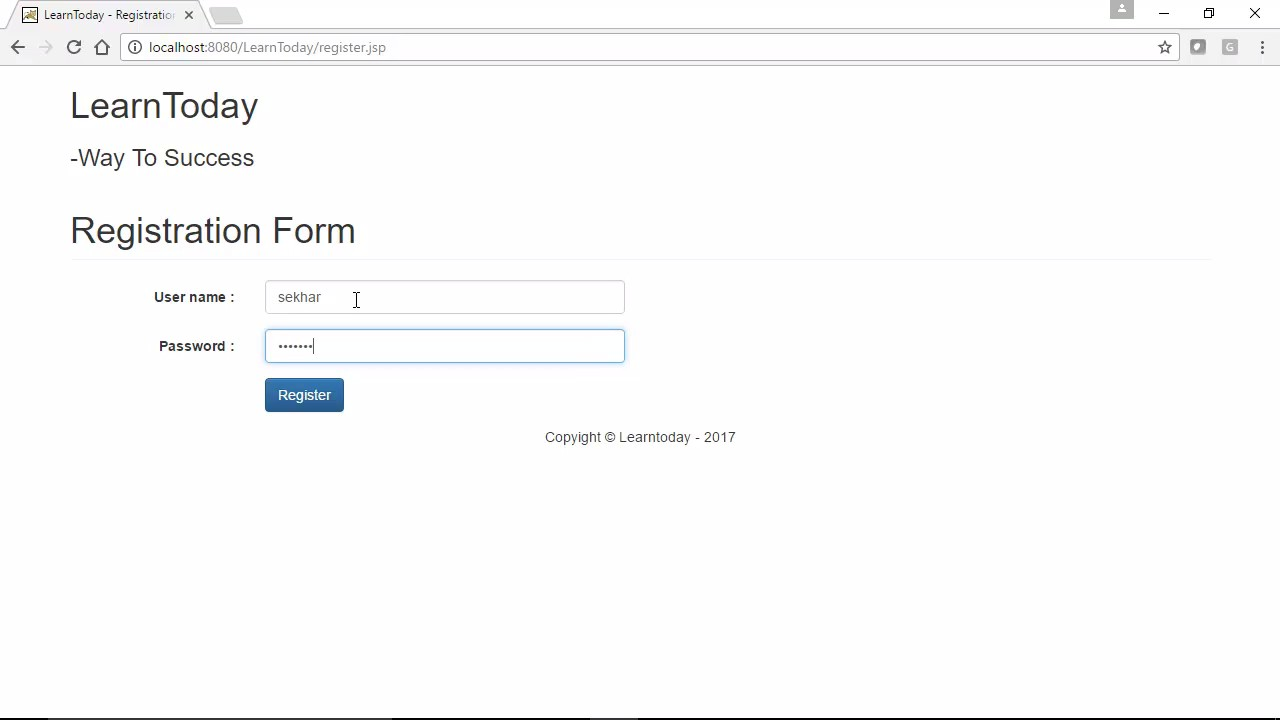 LearnToday - Registratio
localhost:8080/LearnToday/register.jsp
G
LearnToday
-Way To Success
Registration Form
User name :
sekhar
Password :
•••••••
Register
Copyight © Learntoday - 2017